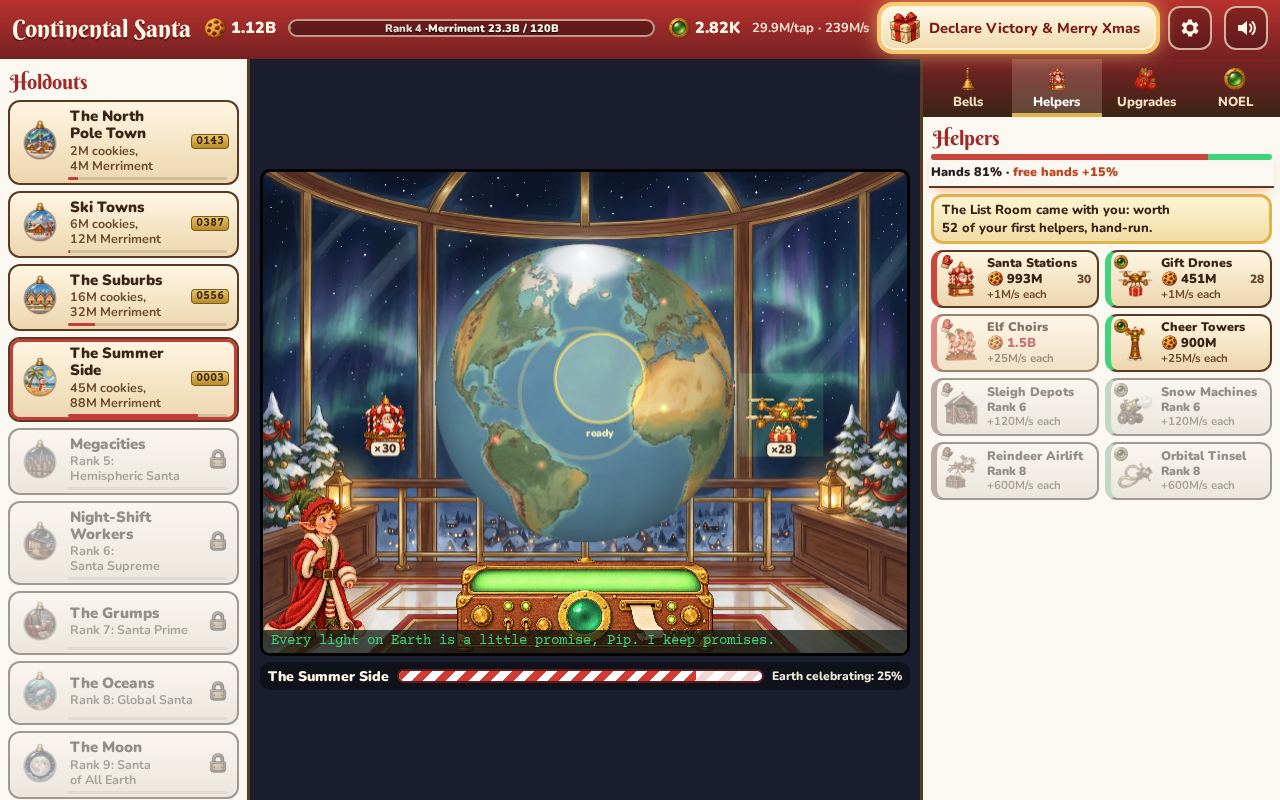 Continental Santa
1.12B
Rank 4 · Merriment 23.3B / 120B
2.82K
29.9M/tap · 239M/s
Declare Victory & Merry Xmas
Holdouts
The North
Pole Town
2M cookies,
4M Merriment
0143
Ski Towns
6M cookies,
12M Merriment
0387
The Suburbs
16M cookies,
32M Merriment
0556
The Summer
Side
45M cookies,
88M Merriment
0003
Megacities
Rank 5:
Hemispheric Santa
Night-Shift
Workers
Rank 6:
Santa Supreme
The Grumps
Rank 7: Santa Prime
The Oceans
Rank 8: Global Santa
The Moon
Rank 9: Santa
of All Earth
×30
ready
×28
Every light on Earth is a little promise, Pip. I keep promises.
The Summer Side
Earth celebrating: 25%
Bells
Helpers
Upgrades
NOEL
Helpers
Hands 81% · free hands +15%
The List Room came with you: worth
52 of your first helpers, hand-run.
Santa Stations
993M
30
+1M/s each
Gift Drones
451M
28
+1M/s each
Elf Choirs
1.5B
+25M/s each
Cheer Towers
900M
+25M/s each
Sleigh Depots
Rank 6
+120M/s each
Snow Machines
Rank 6
+120M/s each
Reindeer Airlift
Rank 8
+600M/s each
Orbital Tinsel
Rank 8
+600M/s each